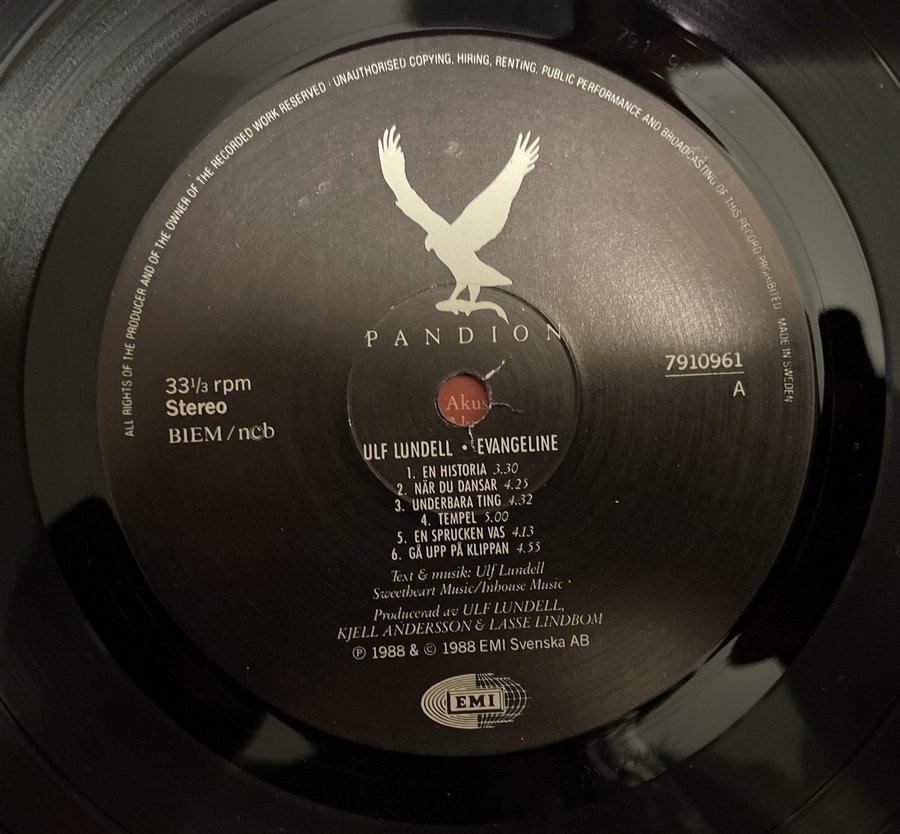 ALL RIGHTS OF THE PRODUCER AND OF THE OWNER OF THE RECORDED WORK RESERVED · UNAUTHORISED COPYING, HIRING, RENTING, PUBLIC PERFORMANCE AND BROADCASTING OF THIS RECORD PROHIBITED MADE IN SWEDEN
PANDION
33 1/3 rpm
Stereo
BIEM/ncb
7910961
A
Akus
ULF LUNDELL • EVANGELINE
1. EN HISTORIA 3.30
2. NÄR DU DANSAR 4.25
3. UNDERBARA TING 4.32
4. TEMPEL 5.00
5. EN SPRUCKEN VAS 4.13
6. GÅ UPP PÅ KLIPPAN 4.55
Text & musik: Ulf Lundell
Sweetheart Music/Inhouse Music
Producerad av ULF LUNDELL,
KJELL ANDERSSON & LASSE LINDBOM
℗ 1988 & © 1988 EMI Svenska AB
EMI